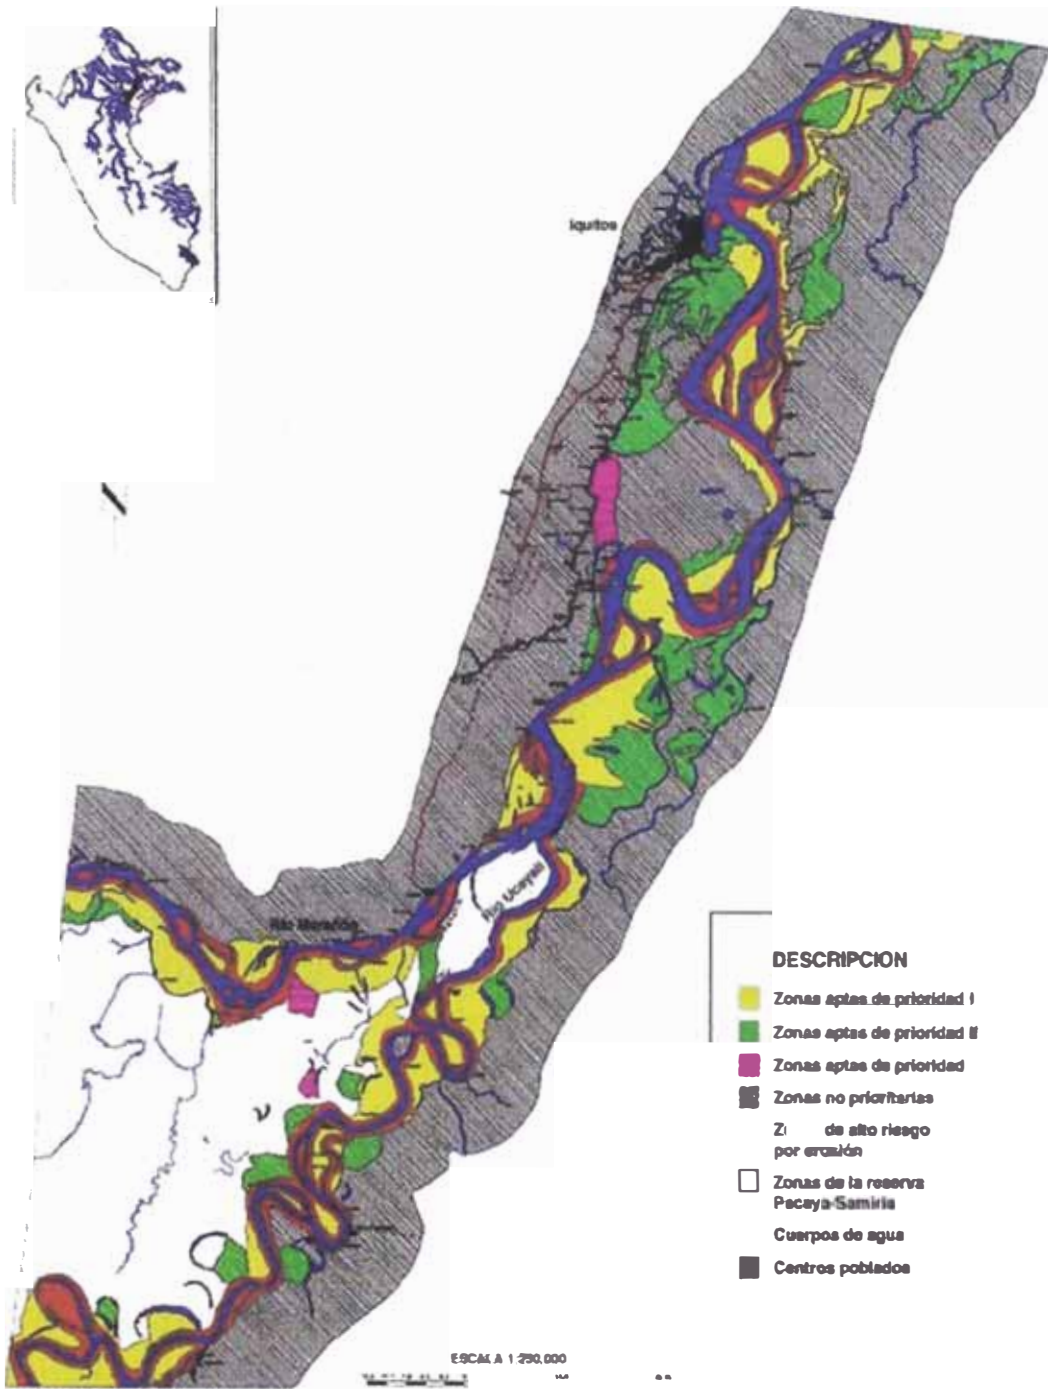 Iquitos
Río Ucayali
Río Marañón
DESCRIPCION
Zonas aptas de prioridad I
Zonas aptas de prioridad II
Zonas aptas de prioridad
Zonas no prioritarias
de alto riesgo
por erosión
Zonas de la reserva
Pacaya-Samiria
Cuerpos de agua
Centros poblados
ESCALA 1:250,000